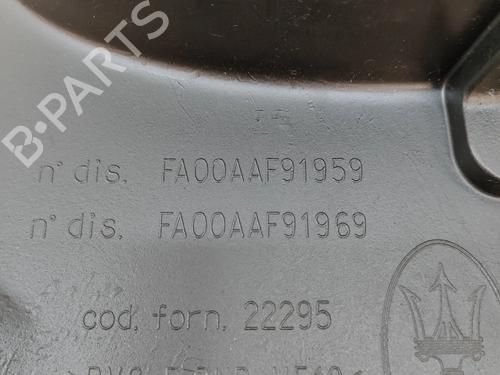 B-PARTS
n° dis. FA00AAF91959
n° dis. FA00AAF91969
cod. forn. 22295